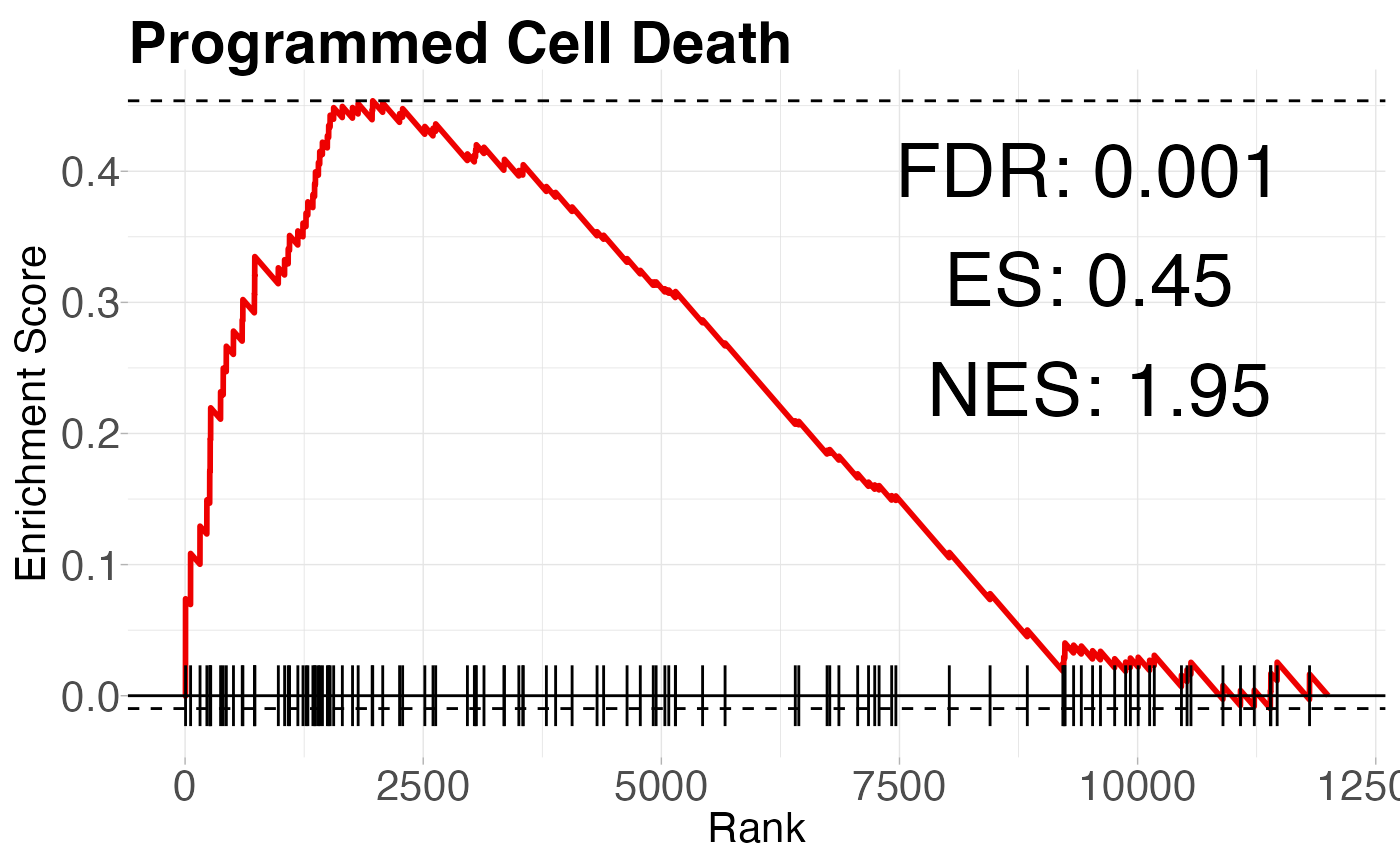 Programmed Cell Death
Enrichment Score
0.4
0.3
0.2
0.1
0.0
FDR: 0.001
ES: 0.45
NES: 1.95
0 2500 5000 7500 10000 1250
Rank